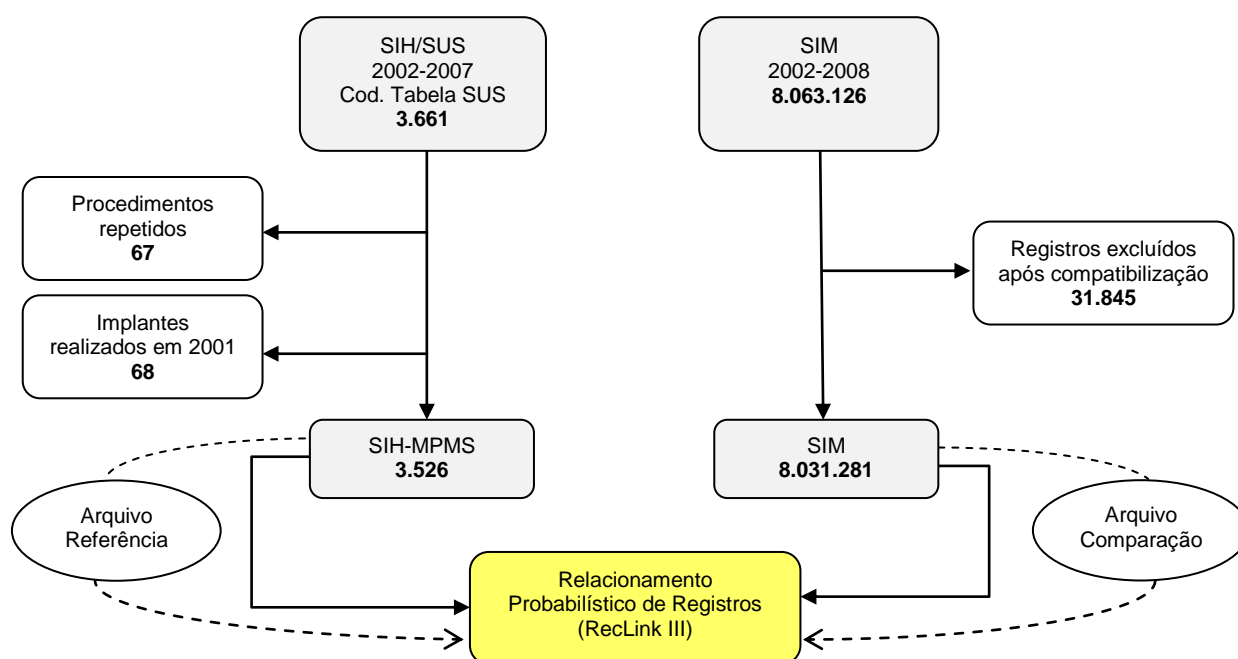 SIH/SUS
2002-2007
Cod. Tabela SUS
3.661
SIM
2002-2008
8.063.126
Procedimentos
repetidos
67
Registros excluídos
após compatibilização
31.845
Implantes
realizados em 2001
68
SIH-MPMS
3.526
SIM
8.031.281
Arquivo
Referência
Arquivo
Comparação
Relacionamento
Probabilístico de Registros
(RecLink III)